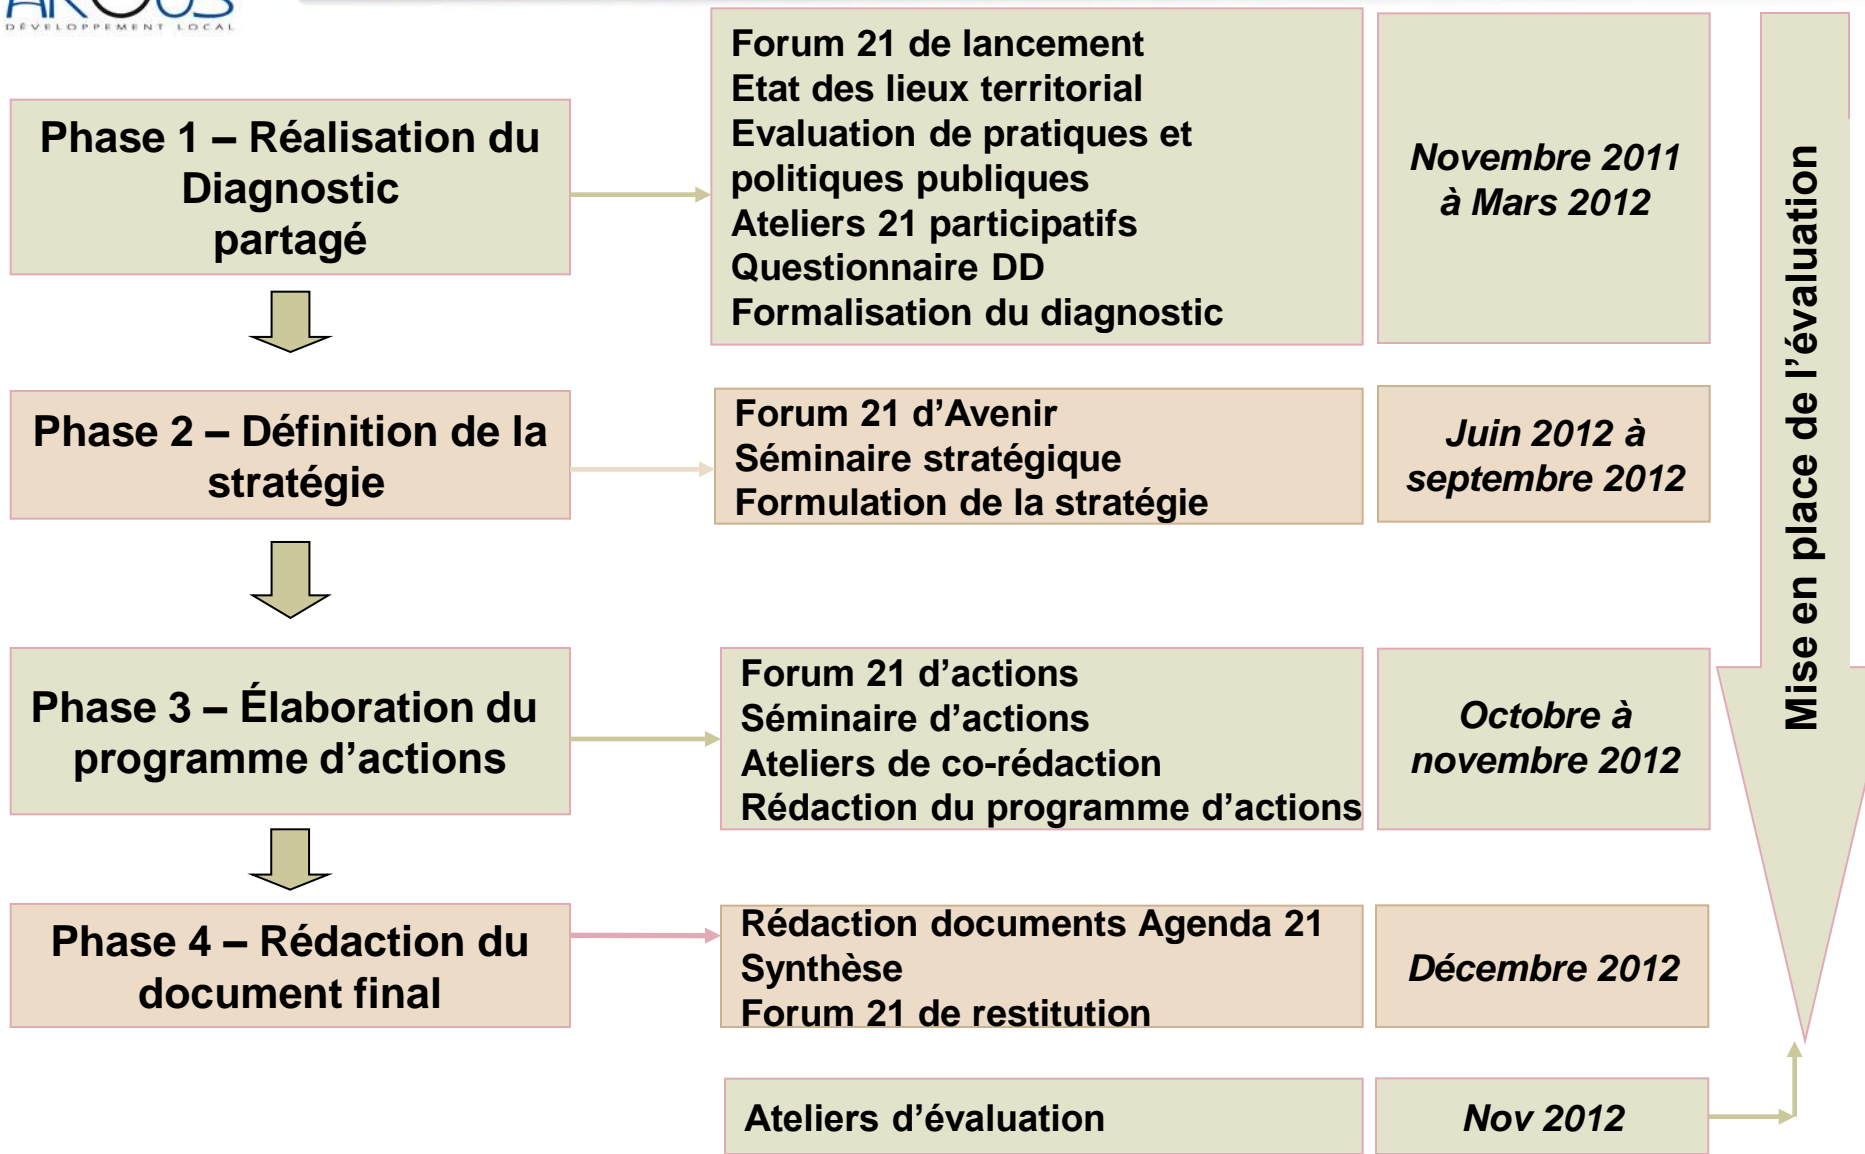 DÉVELOPPEMENT LOCAL
Phase 1 – Réalisation du
Diagnostic
partagé
Forum 21 de lancement
Etat des lieux territorial
Evaluation de pratiques et
politiques publiques
Ateliers 21 participatifs
Questionnaire DD
Formalisation du diagnostic
Novembre 2011
à Mars 2012
Phase 2 – Définition de la
stratégie
Forum 21 d’Avenir
Séminaire stratégique
Formulation de la stratégie
Juin 2012 à
septembre 2012
Phase 3 – Élaboration du
programme d’actions
Forum 21 d’actions
Séminaire d’actions
Ateliers de co-rédaction
Rédaction du programme d’actions
Octobre à
novembre 2012
Phase 4 – Rédaction du
document final
Rédaction documents Agenda 21
Synthèse
Forum 21 de restitution
Décembre 2012
Ateliers d’évaluation
Nov 2012
Mise en place de l’évaluation